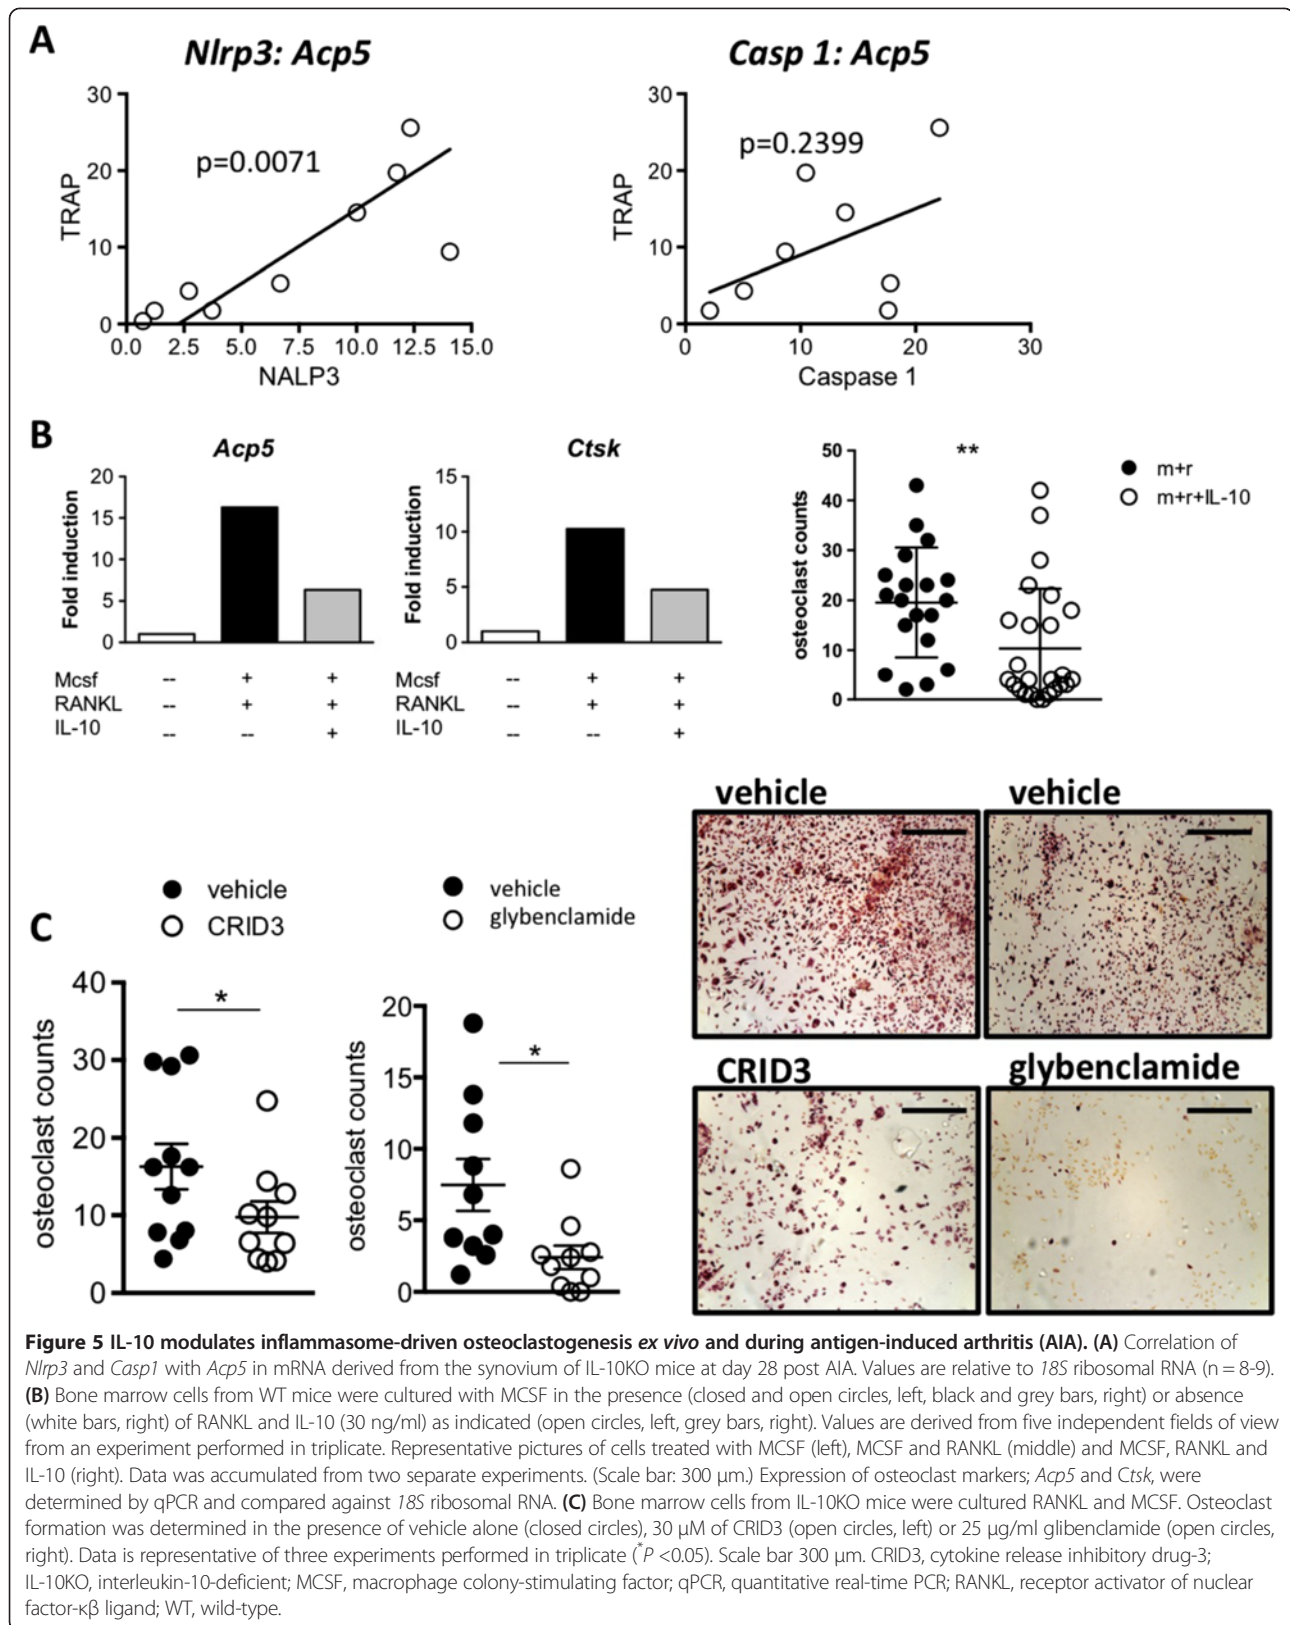 A
Nlrp3: Acp5
Casp 1: Acp5
30
20
10
0
TRAP
p=0.0071
0.0 2.5 5.0 7.5 10.0 12.5 15.0
NALP3
30
20
10
0
TRAP
p=0.2399
0 10 20 30
Caspase 1
B
Acp5
20
15
10
5
0
Fold induction
Mcsf -- + +
RANKL -- + +
IL-10 -- -- +
Ctsk
15
10
5
0
Fold induction
Mcsf -- + +
RANKL -- + +
IL-10 -- -- +
50
40
30
20
10
0
osteoclast counts
**
m+r
m+r+IL-10
C
vehicle
CRID3
40
30
20
10
0
osteoclast counts
*
vehicle
glybenclamide
20
15
10
5
0
osteoclast counts
*
vehicle
vehicle
CRID3
glybenclamide
Figure 5 IL-10 modulates inflammasome-driven osteoclastogenesis ex vivo and during antigen-induced arthritis (AIA). (A) Correlation of
Nlrp3 and Casp1 with Acp5 in mRNA derived from the synovium of IL-10KO mice at day 28 post AIA. Values are relative to 18S ribosomal RNA (n = 8-9).
(B) Bone marrow cells from WT mice were cultured with MCSF in the presence (closed and open circles, left, black and grey bars, right) or absence
(white bars, right) of RANKL and IL-10 (30 ng/ml) as indicated (open circles, left, grey bars, right). Values are derived from five independent fields of view
from an experiment performed in triplicate. Representative pictures of cells treated with MCSF (left), MCSF and RANKL (middle) and MCSF, RANKL and
IL-10 (right). Data was accumulated from two separate experiments. (Scale bar: 300 μm.) Expression of osteoclast markers; Acp5 and Ctsk, were
determined by qPCR and compared against 18S ribosomal RNA. (C) Bone marrow cells from IL-10KO mice were cultured RANKL and MCSF. Osteoclast
formation was determined in the presence of vehicle alone (closed circles), 30 μM of CRID3 (open circles, left) or 25 μg/ml glibenclamide (open circles,
right). Data is representative of three experiments performed in triplicate (*P <0.05). Scale bar 300 μm. CRID3, cytokine release inhibitory drug-3;
IL-10KO, interleukin-10-deficient; MCSF, macrophage colony-stimulating factor; qPCR, quantitative real-time PCR; RANKL, receptor activator of nuclear
factor-κβ ligand; WT, wild-type.